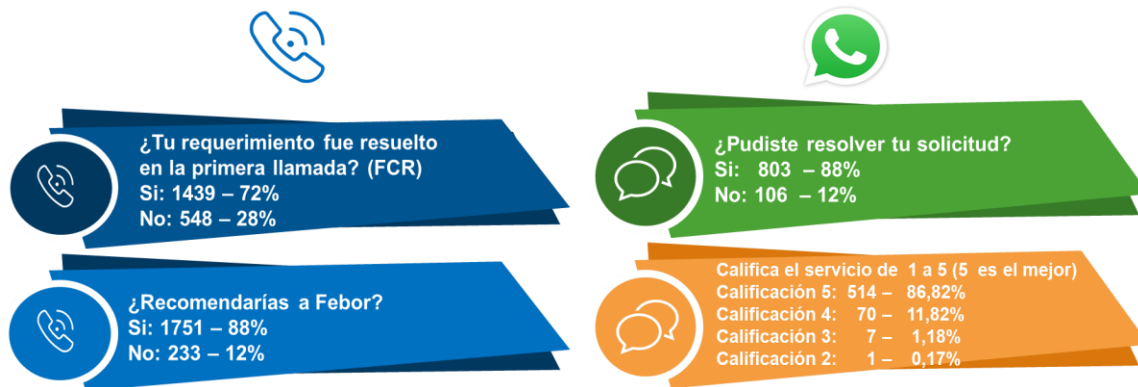 ¿Tu requerimiento fue resuelto
en la primera llamada? (FCR)
Si: 1439 – 72%
No: 548 – 28%
¿Recomendarías a Febor?
Si: 1751 – 88%
No: 233 – 12%
¿Pudiste resolver tu solicitud?
Si: 803 – 88%
No: 106 – 12%
Califica el servicio de 1 a 5 (5 es el mejor)
Calificación 5: 514 – 86,82%
Calificación 4: 70 – 11,82%
Calificación 3: 7 – 1,18%
Calificación 2: 1 – 0,17%